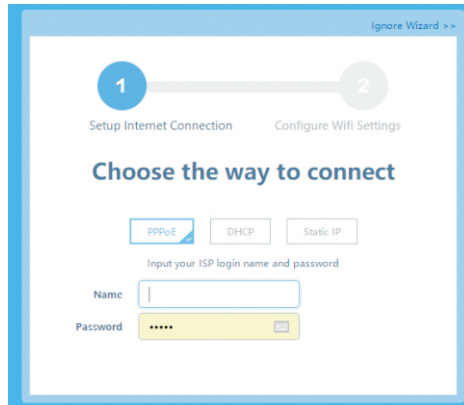 Ignore Wizard >>
1 2
Setup Internet Connection Configure Wifi Settings
Choose the way to connect
PPPoE DHCP Static IP
Input your ISP login name and password
Name
Password •••••